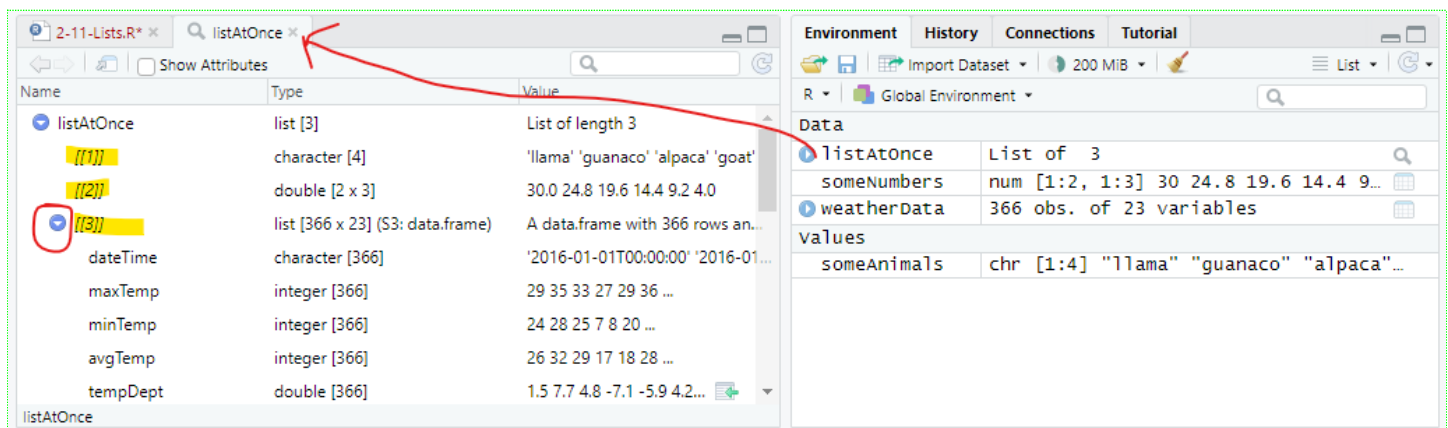 2-11-Lists.R* × listAtOnce ×
Show Attributes
Name Type Value
listAtOnce list [3] List of length 3
[[1]] character [4] 'llama' 'guanaco' 'alpaca' 'goat'
[[2]] double [2 x 3] 30.0 24.8 19.6 14.4 9.2 4.0
[[3]] list [366 x 23] (S3: data.frame) A data.frame with 366 rows an...
dateTime character [366] '2016-01-01T00:00:00' '2016-01...
maxTemp integer [366] 29 35 33 27 29 36 ...
minTemp integer [366] 24 28 25 7 8 20 ...
avgTemp integer [366] 26 32 29 17 18 28 ...
tempDept double [366] 1.5 7.7 4.8 -7.1 -5.9 4.2...
listAtOnce
Environment History Connections Tutorial
Import Dataset 200 MiB List
R Global Environment
Data
listAtOnce List of 3
someNumbers num [1:2, 1:3] 30 24.8 19.6 14.4 9...
weatherData 366 obs. of 23 variables
Values
someAnimals chr [1:4] "llama" "guanaco" "alpaca"...